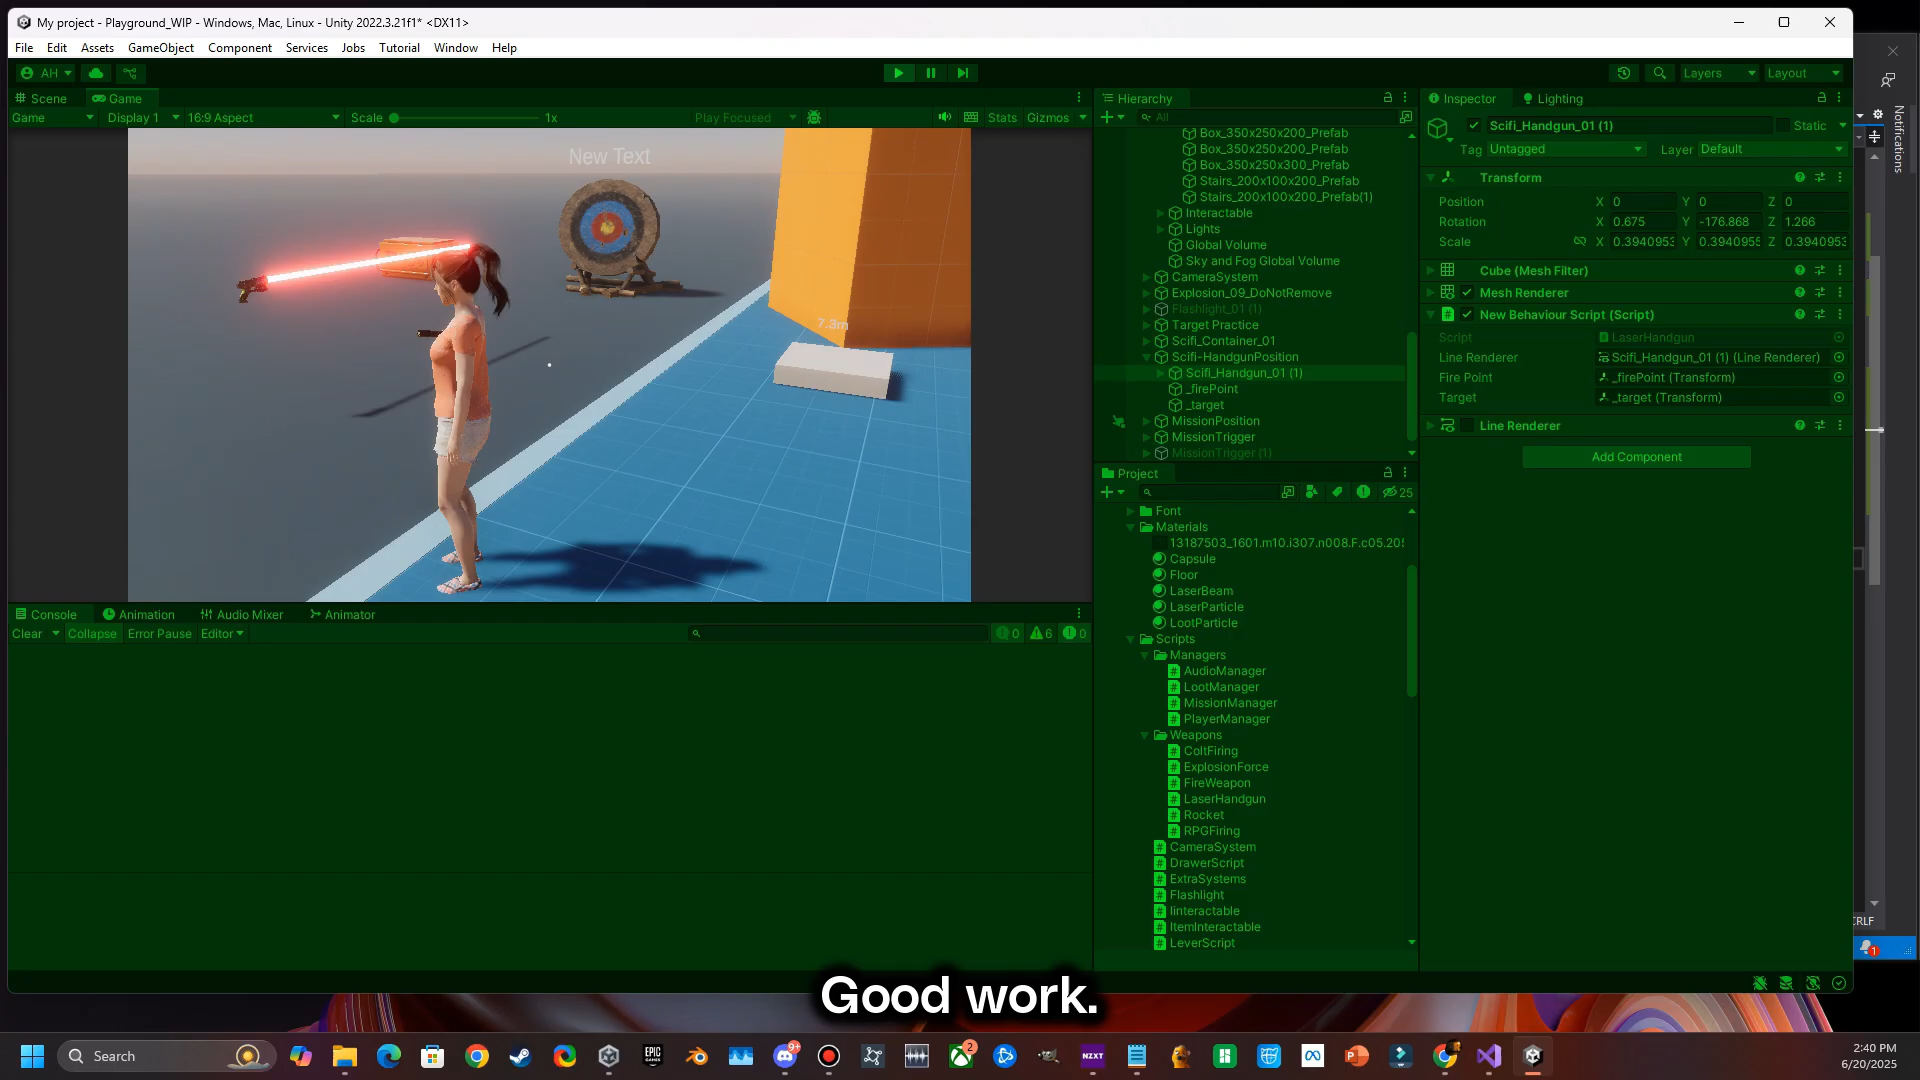 My project - Playground_WIP - Windows, Mac, Linux - Unity 2022.3.21f1* <DX11>
File Edit Assets GameObject Component Services Jobs Tutorial Window Help
AH
Layers Layout
Scene Game
Game Display 1 16:9 Aspect Scale 1x Play Focused Stats Gizmos
New Text
7.3m
Console Animation Audio Mixer Animator
Clear Collapse Error Pause Editor 0 6 0
Hierarchy
All
Box_350x250x200_Prefab
Box_350x250x200_Prefab
Box_350x250x300_Prefab
Stairs_200x100x200_Prefab
Stairs_200x100x200_Prefab(1)
Interactable
Lights
Global Volume
Sky and Fog Global Volume
CameraSystem
Explosion_09_DoNotRemove
Flashlight_01 (1)
Target Practice
Scifi_Container_01
Scifi-HandgunPosition
Scifi_Handgun_01 (1)
_firePoint
_target
MissionPosition
MissionTrigger
MissionTrigger (1)
Project
25
Font
Materials
13187503_1601.m10.i307.n008.F.c05.205
Capsule
Floor
LaserBeam
LaserParticle
LootParticle
Scripts
Managers
AudioManager
LootManager
MissionManager
PlayerManager
Weapons
ColtFiring
ExplosionForce
FireWeapon
LaserHandgun
Rocket
RPGFiring
CameraSystem
DrawerScript
ExtraSystems
Flashlight
Iinteractable
ItemInteractable
LeverScript
Inspector Lighting
Scifi_Handgun_01 (1) Static
Tag Untagged Layer Default
Transform
Position X 0 Y 0 Z 0
Rotation X 0.675 Y -176.868 Z 1.266
Scale X 0.3940953 Y 0.3940955 Z 0.3940953
Cube (Mesh Filter)
Mesh Renderer
New Behaviour Script (Script)
Script LaserHandgun
Line Renderer Scifi_Handgun_01 (1) (Line Renderer)
Fire Point _firePoint (Transform)
Target _target (Transform)
Line Renderer
Add Component
Notifications
CRLF
1
Good work.
Search
9+
EPIC GAMES
2
NZXT
2:40 PM
6/20/2025